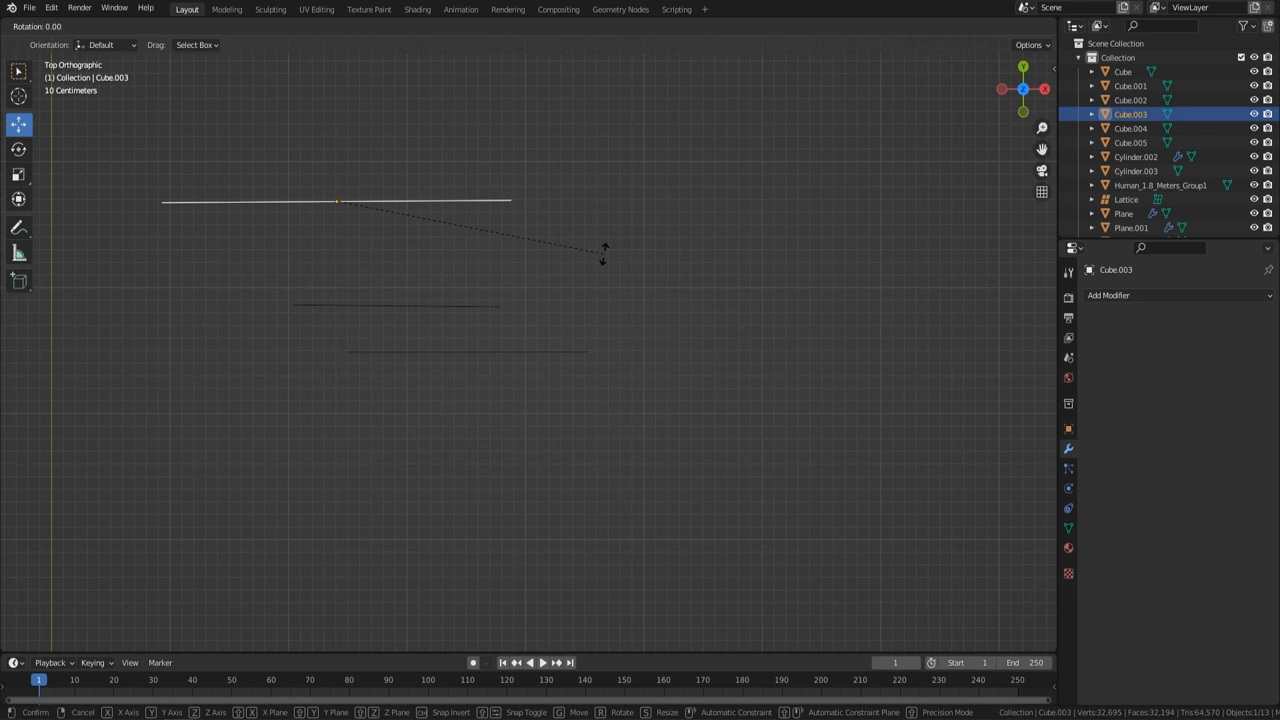 File Edit Render Window Help Layout Modeling Sculpting UV Editing Texture Paint Shading Animation Rendering Compositing Geometry Nodes Scripting + Scene ViewLayer
Rotation: 0.00
Orientation: Default Drag: Select Box Options
Top Orthographic
(1) Collection | Cube.003
10 Centimeters
Y
Z
X
Scene Collection
Collection
Cube
Cube.001
Cube.002
Cube.003
Cube.004
Cube.005
Cylinder.002
Cylinder.003
Human_1.8_Meters_Group1
Lattice
Plane
Plane.001
Cube.003
Add Modifier
Playback Keying View Marker 1 Start 1 End 250
1 10 20 30 40 50 60 70 80 90 100 110 120 130 140 150 160 170 180 190 200 210 220 230 240 250
Confirm Cancel X X Axis Y Y Axis Z Z Axis X X Plane Y Y Plane Z Z Plane Ctrl Snap Invert Snap Toggle G Move R Rotate S Resize Automatic Constraint Automatic Constraint Plane Precision Mode Collection | Cube.003 | Verts:32,695 | Faces:32,194 | Tris:64,570 | Objects:1/13 | M